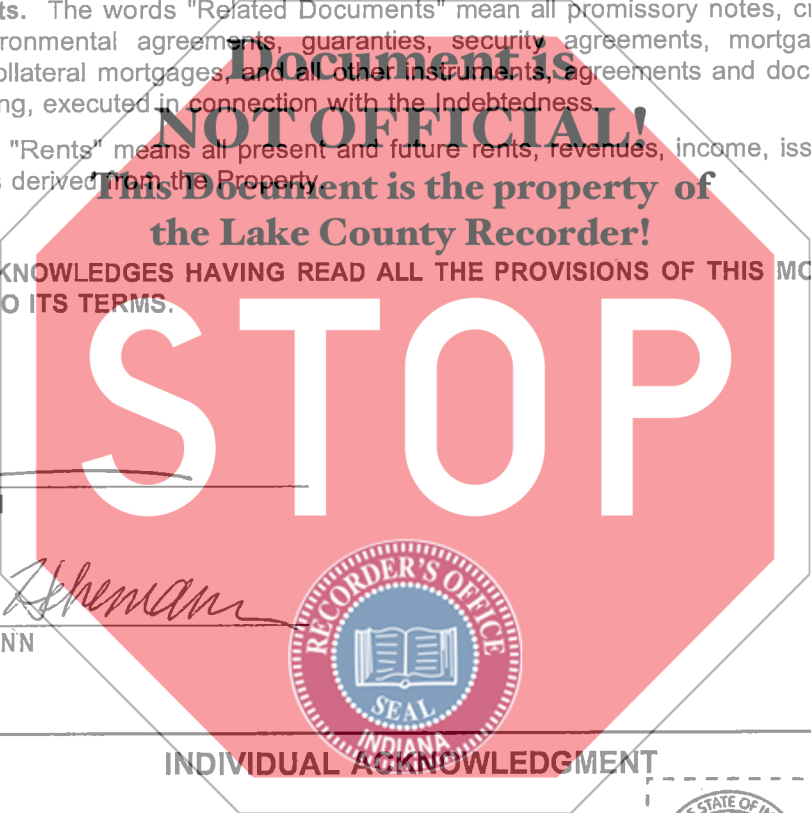 ts. The words "Related Documents" mean all promissory notes, cr
ronmental agreements, guaranties, security agreements, mortga
ollateral mortgages, and all other instruments, agreements and doc
ng, executed in connection with the Indebtedness.
Document is
NOT OFFICIAL!
"Rents" means all present and future rents, revenues, income, iss
s derived from the Property.
This Document is the property of
the Lake County Recorder!
KNOWLEDGES HAVING READ ALL THE PROVISIONS OF THIS MO
O ITS TERMS.
STOP
NN
RECORDER'S OFFICE
SEAL
INDIANA
INDIVIDUAL ACKNOWLEDGMENT
STATE OF IN